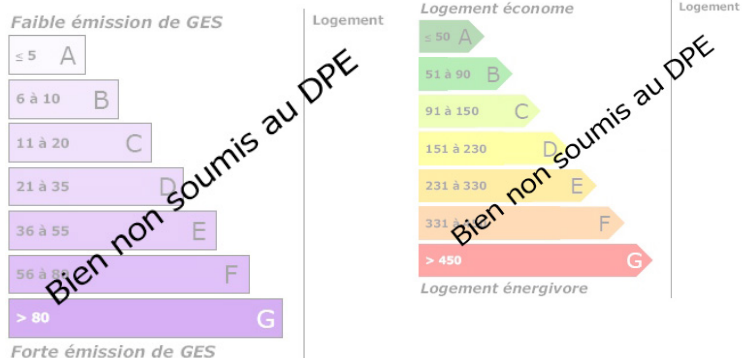 Faible émission de GES
Logement
≤ 5 A
6 à 10 B
11 à 20 C
21 à 35 D
36 à 55 E
56 à 80 F
> 80 G
Forte émission de GES
Bien non soumis au DPE
Logement économe
Logement
≤ 50 A
51 à 90 B
91 à 150 C
151 à 230 D
231 à 330 E
331 à F
> 450 G
Logement énergivore
Bien non soumis au DPE